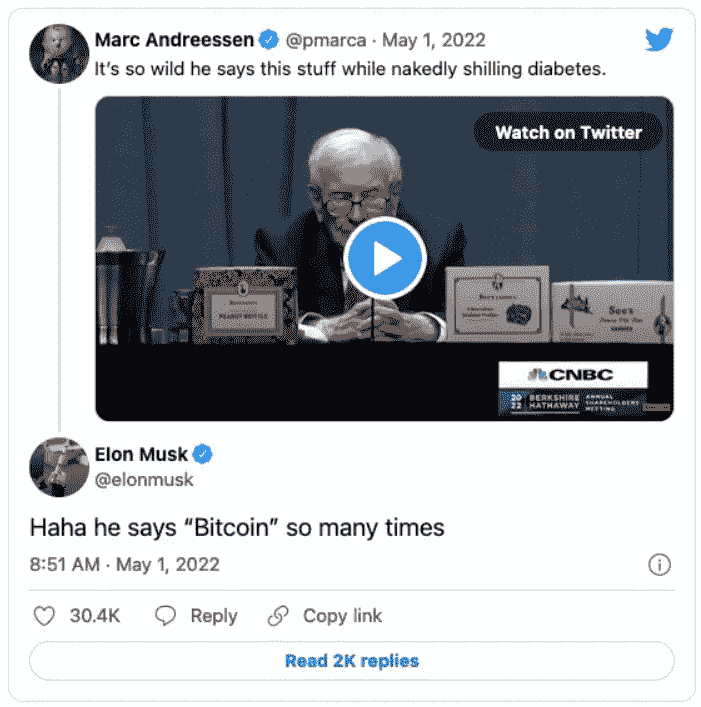 Marc Andreessen @pmarca · May 1, 2022
It's so wild he says this stuff while nakedly shilling diabetes.
Watch on Twitter
PEANUT BRITTLE
See's
CNBC
2022 BERKSHIRE HATHAWAY ANNUAL SHAREHOLDERS MEETING
Elon Musk
@elonmusk
Haha he says “Bitcoin” so many times
8:51 AM · May 1, 2022
30.4K Reply Copy link
Read 2K replies